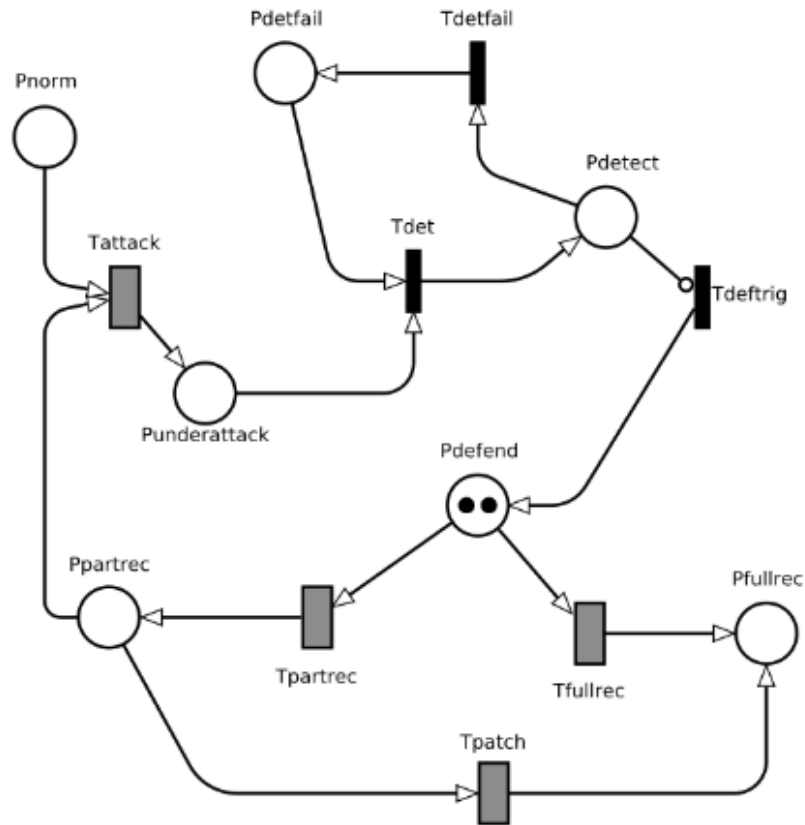 Pdetfail
Tdetfail
Pnorm
Pdetect
Tdet
Tattack
Tdeftrig
Punderattack
Pdefend
Ppartrec
Pfullrec
Tpartrec
Tfullrec
Tpatch